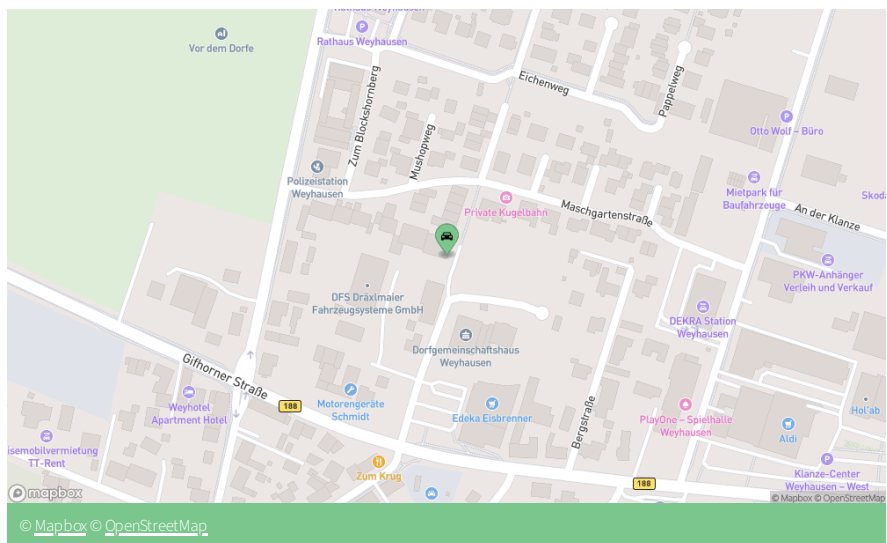 Rathaus Weyhausen
Rathaus Weyhausen
Vor dem Dorfe
Eichenweg
Pappelweg
Zum Blockshornberg
Mushopweg
Otto Wolf – Büro
Polizeistation
Weyhausen
Mietpark für
Baufahrzeuge
Skoda
Private Kugelbahn
Maschgartenstraße
An der Klanze
PKW-Anhänger
Verleih und Verkauf
DFS Dräxlmaier
Fahrzeugsysteme GmbH
DEKRA Station
Weyhausen
Dorfgemeinschaftshaus
Weyhausen
Gifhorner Straße
188
Weyhotel
Apartment Hotel
Motorengeräte
Schmidt
Edeka Eisbrenner
Bergstraße
PlayOne – Spielhalle
Weyhausen
Aldi
Hol'ab
isemobilvermietung
TT-Rent
Zum Krug
188
Klanze-Center
Weyhausen – West
mapbox
© Mapbox © OpenStreetMap
© Mapbox © OpenStreetMap